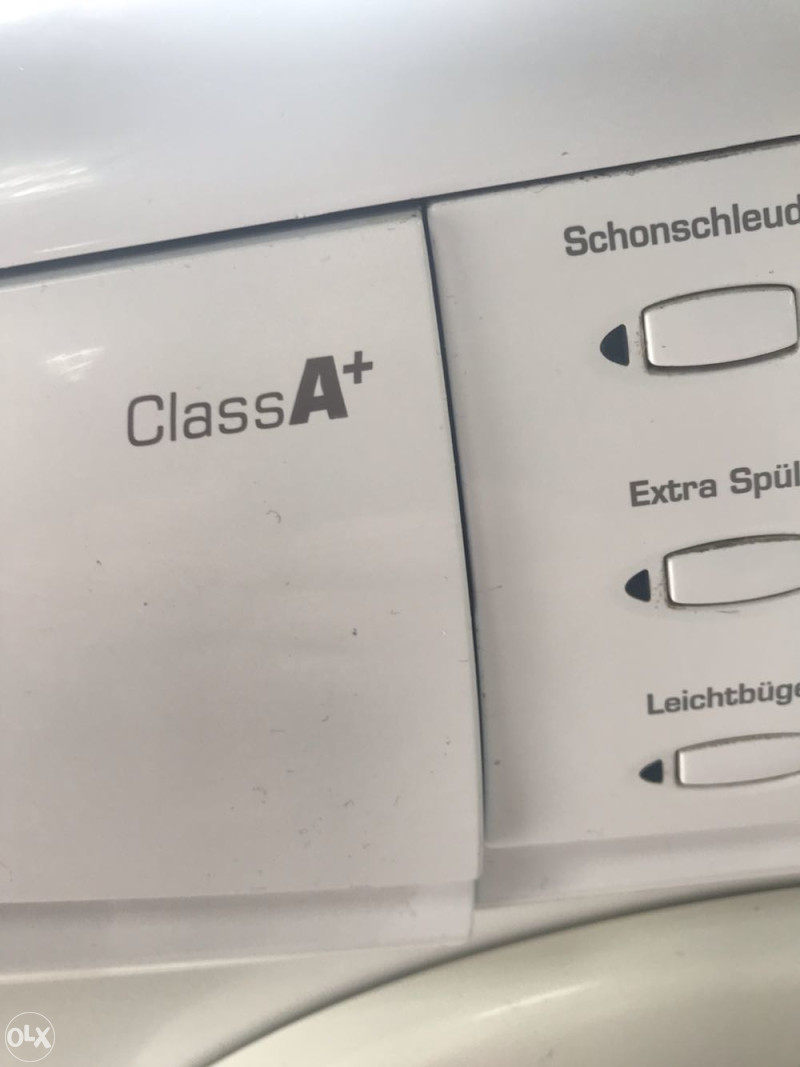 Schonschleud
ClassA+
Extra Spül
Leichtbüge
OLX